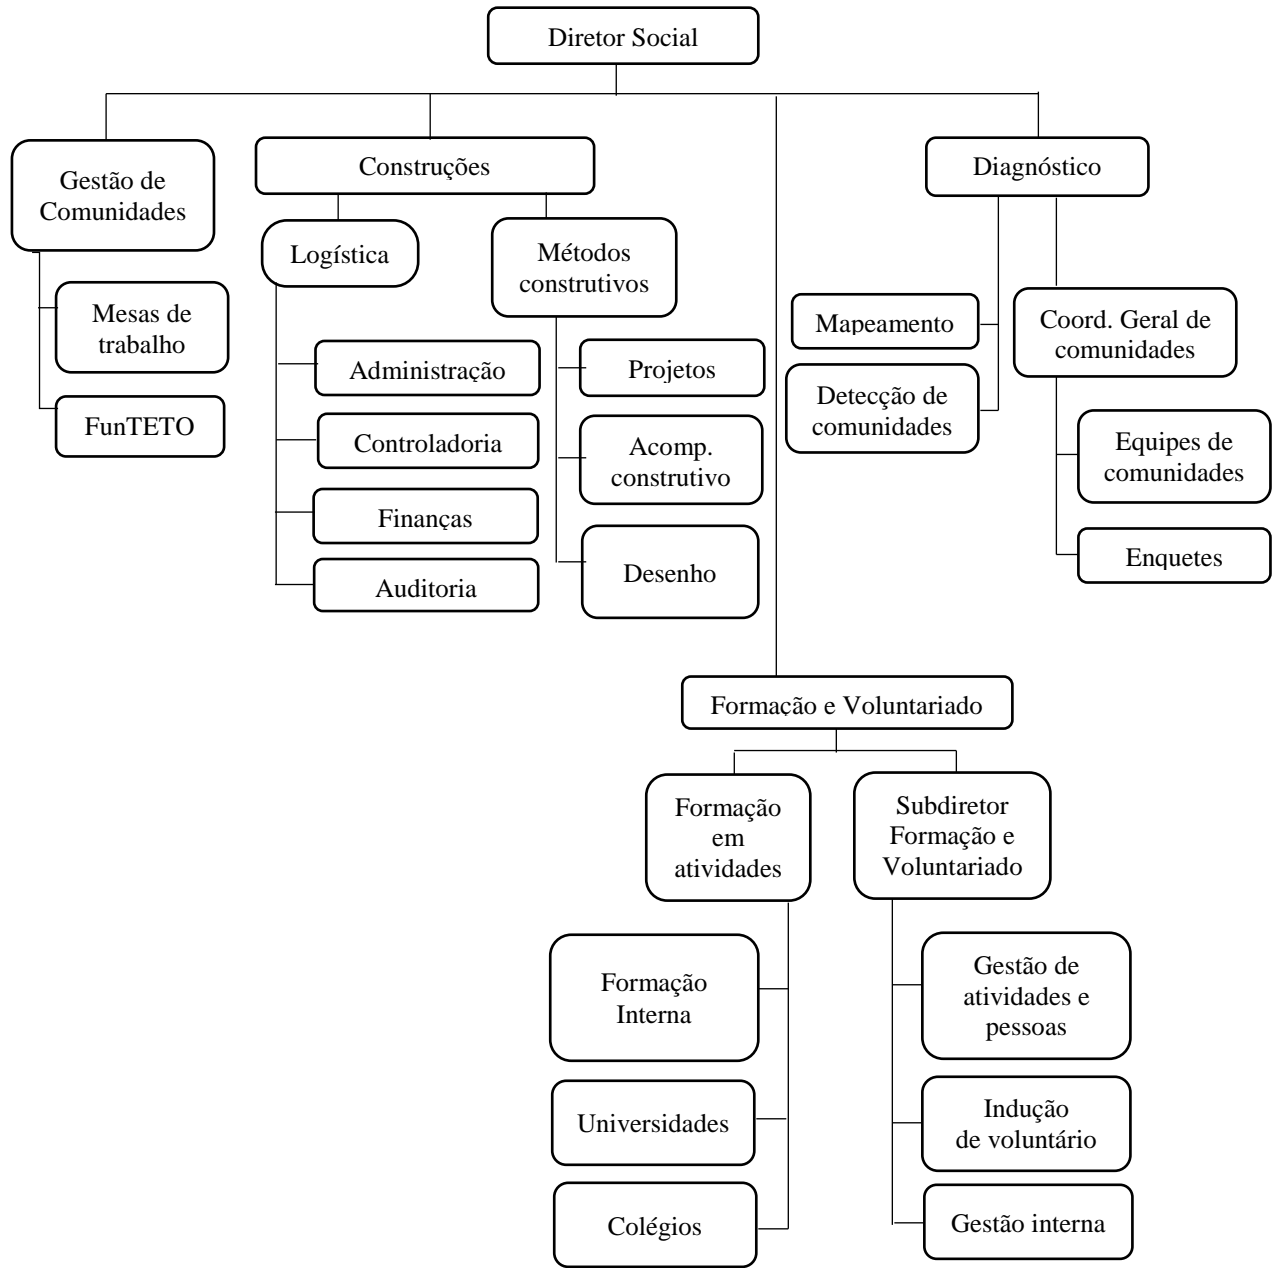 Diretor Social
Gestão de
Comunidades
Mesas de
trabalho
FunTETO
Construções
Logística
Administração
Controladoria
Finanças
Auditoria
Métodos
construtivos
Projetos
Acomp.
construtivo
Desenho
Diagnóstico
Mapeamento
Detecção de
comunidades
Coord. Geral de
comunidades
Equipes de
comunidades
Enquetes
Formação e Voluntariado
Formação
em
atividades
Formação
Interna
Universidades
Colégios
Subdiretor
Formação e
Voluntariado
Gestão de
atividades e
pessoas
Indução
de voluntário
Gestão interna